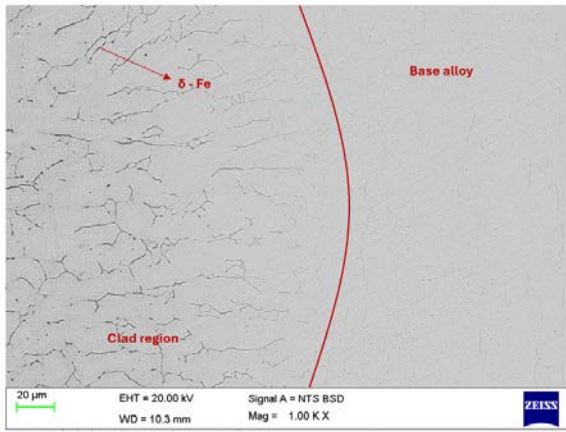 Base alloy
δ - Fe
Clad region
20 µm
EHT = 20.00 kV
Signal A = NTS BSD
WD = 10.3 mm
Mag = 1.00 K X
ZEISS